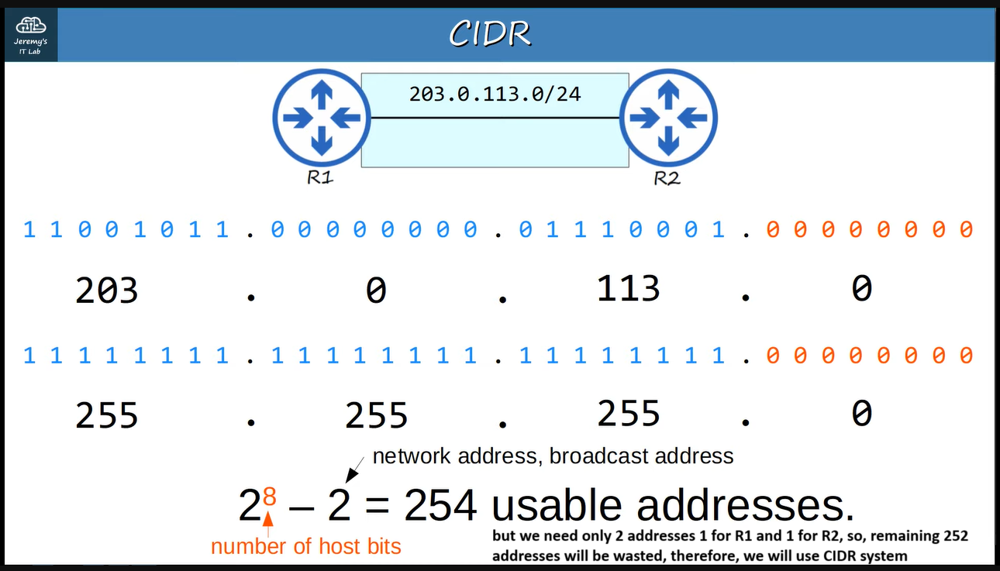 Jeremy's
IT Lab
CIDR
203.0.113.0/24
R1
R2
1 1 0 0 1 0 1 1 . 0 0 0 0 0 0 0 0 . 0 1 1 1 0 0 0 1 . 0 0 0 0 0 0 0 0
203 . 0 . 113 . 0
1 1 1 1 1 1 1 1 . 1 1 1 1 1 1 1 1 . 1 1 1 1 1 1 1 1 . 0 0 0 0 0 0 0 0
255 . 255 . 255 . 0
network address, broadcast address
2⁸ – 2 = 254 usable addresses.
number of host bits
but we need only 2 addresses 1 for R1 and 1 for R2, so, remaining 252
addresses will be wasted, therefore, we will use CIDR system